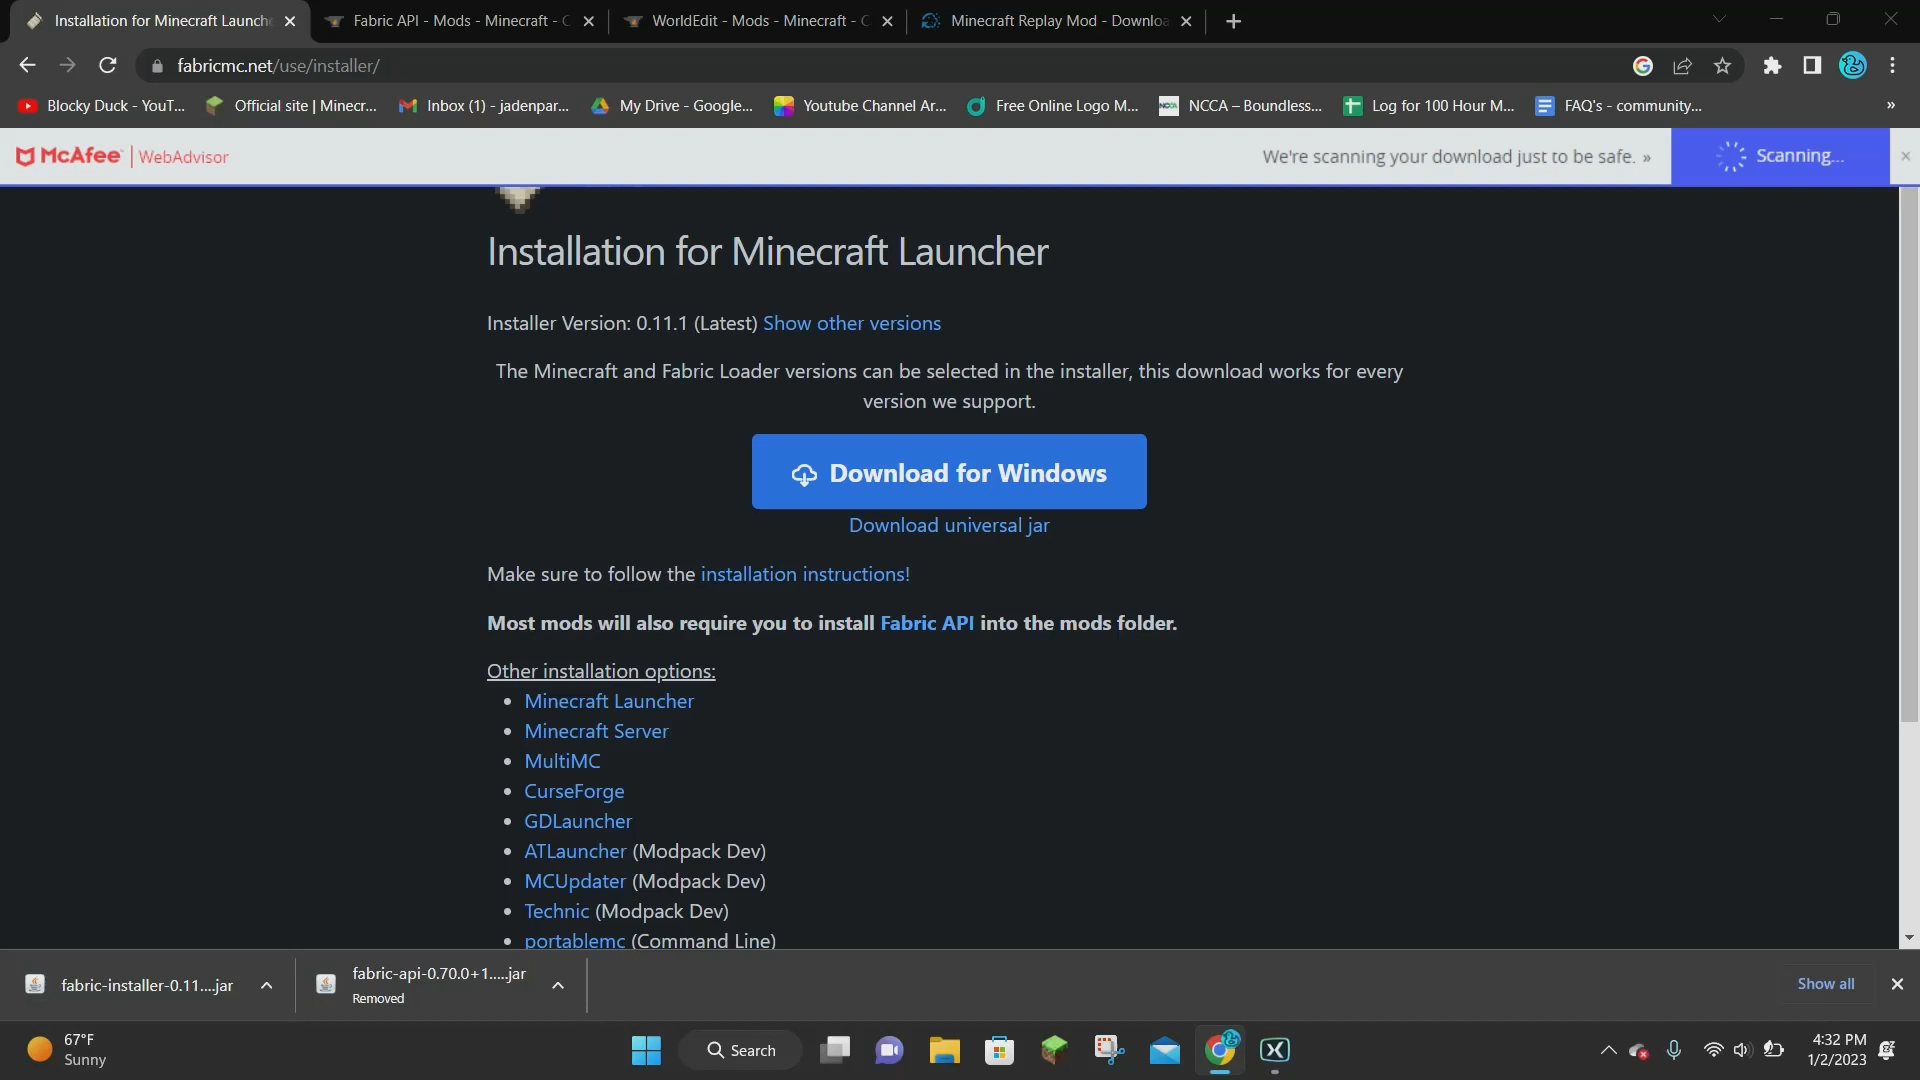 Installation for Minecraft Launche
Fabric API - Mods - Minecraft - C
WorldEdit - Mods - Minecraft - C
Minecraft Replay Mod - Downloa
fabricmc.net/use/installer/
Blocky Duck - YouT...
Official site | Minecr...
Inbox (1) - jadenpar...
My Drive - Google...
Youtube Channel Ar...
Free Online Logo M...
NCCA – Boundless...
Log for 100 Hour M...
FAQ's - community...
»
McAfee | WebAdvisor
We're scanning your download just to be safe. »
Scanning...
Installation for Minecraft Launcher
Installer Version: 0.11.1 (Latest) Show other versions
The Minecraft and Fabric Loader versions can be selected in the installer, this download works for every
version we support.
Download for Windows
Download universal jar
Make sure to follow the installation instructions!
Most mods will also require you to install Fabric API into the mods folder.
Other installation options:
• Minecraft Launcher
• Minecraft Server
• MultiMC
• CurseForge
• GDLauncher
• ATLauncher (Modpack Dev)
• MCUpdater (Modpack Dev)
• Technic (Modpack Dev)
• portablemc (Command Line)
fabric-installer-0.11....jar
fabric-api-0.70.0+1.....jar
Removed
Show all
67°F
Sunny
Search
4:32 PM
1/2/2023